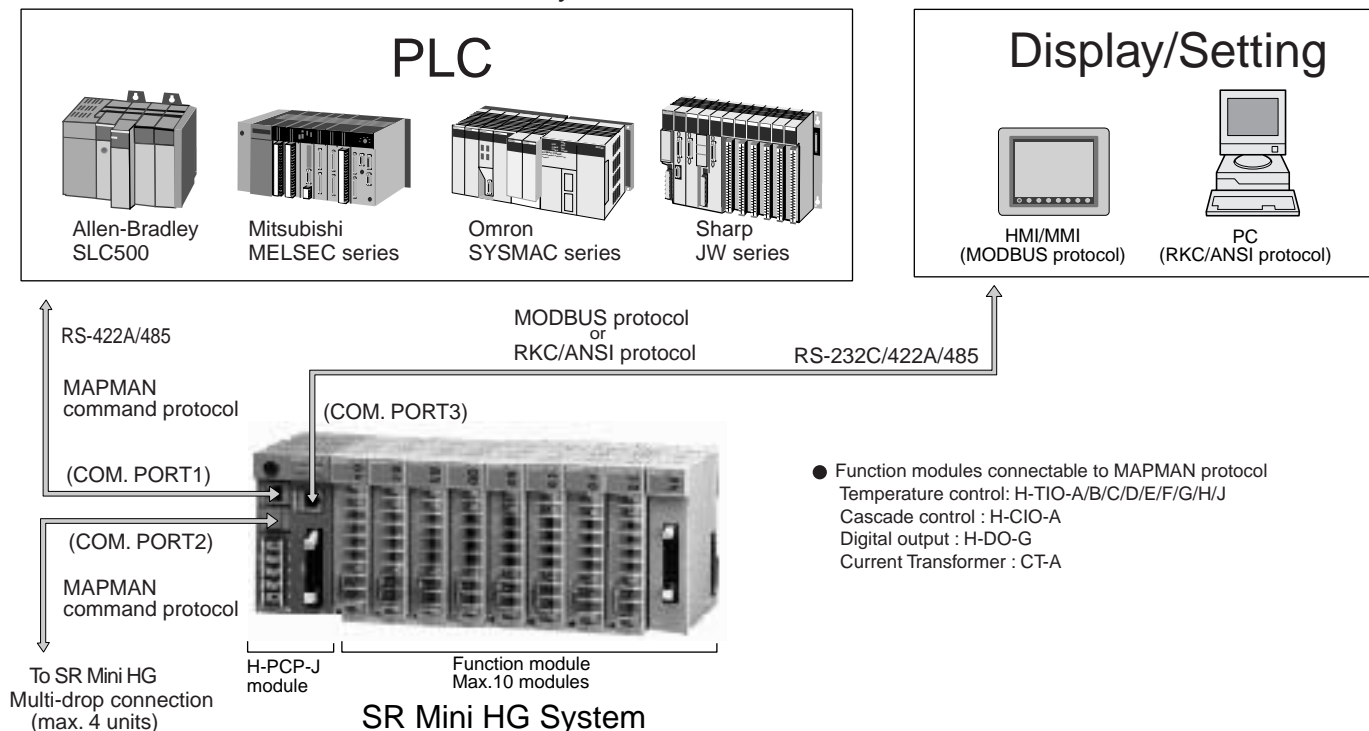 PLC
Allen-Bradley
SLC500
Mitsubishi
MELSEC series
Omron
SYSMAC series
Sharp
JW series
Display/Setting
HMI/MMI
(MODBUS protocol)
PC
(RKC/ANSI protocol)
RS-422A/485
MAPMAN
command protocol
(COM. PORT1)
MODBUS protocol
or
RKC/ANSI protocol
RS-232C/422A/485
(COM. PORT3)
(COM. PORT2)
MAPMAN
command protocol
To SR Mini HG
Multi-drop connection
(max. 4 units)
H-PCP-J
module
Function module
Max.10 modules
SR Mini HG System
● Function modules connectable to MAPMAN protocol
Temperature control: H-TIO-A/B/C/D/E/F/G/H/J
Cascade control : H-CIO-A
Digital output : H-DO-G
Current Transformer : CT-A